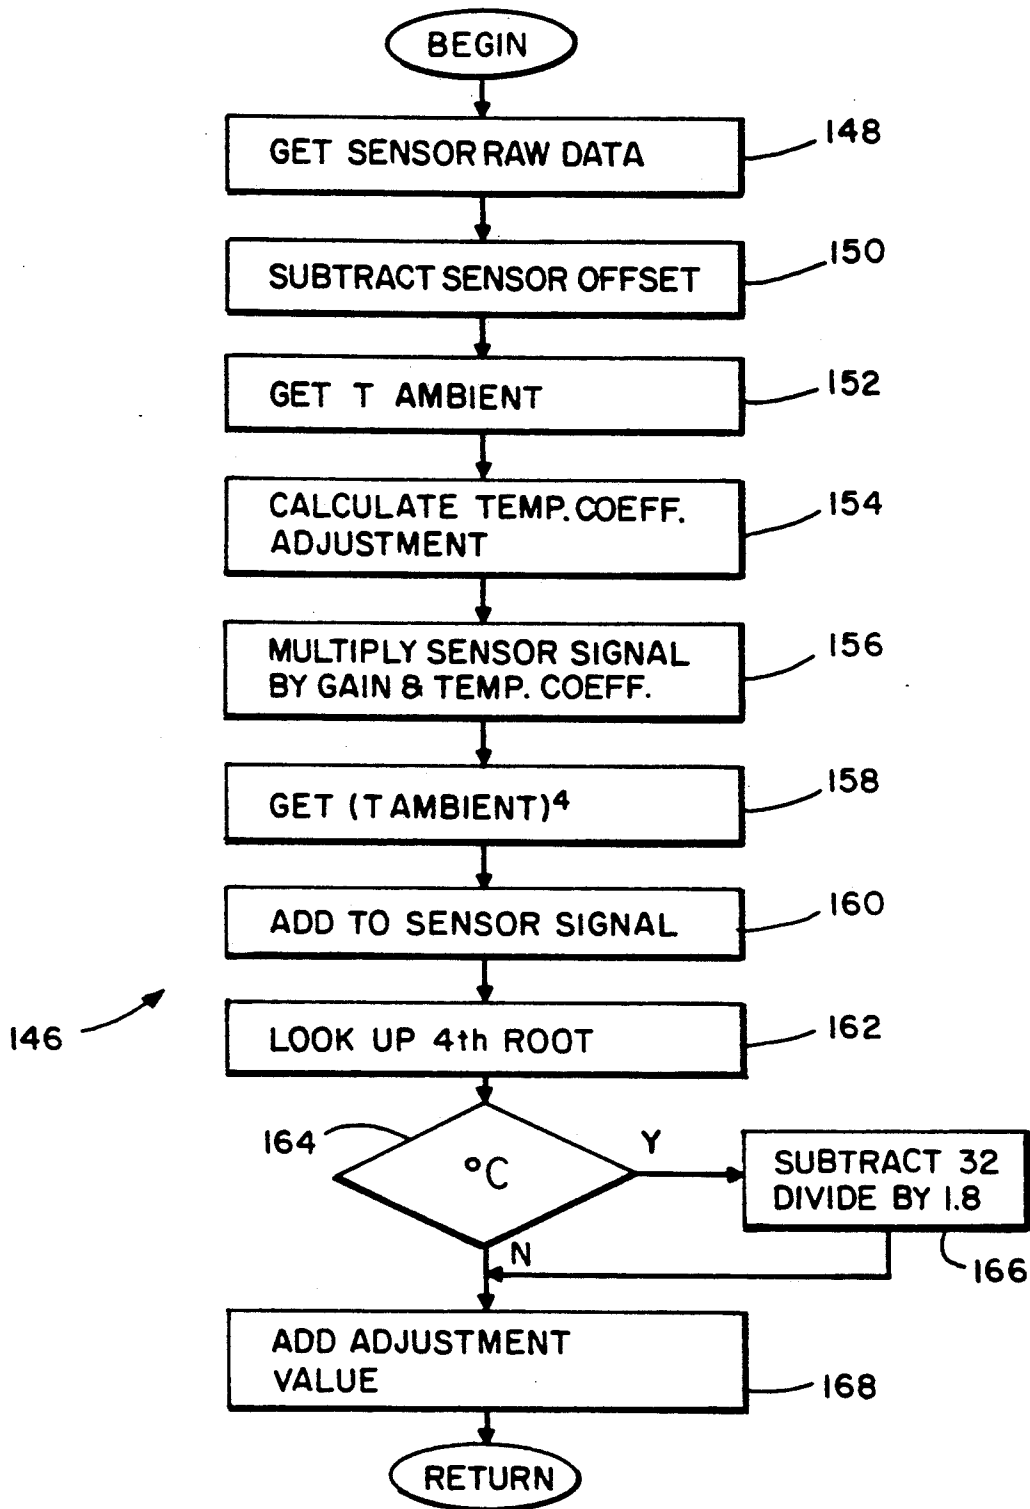 BEGIN
GET SENSOR RAW DATA
148
SUBTRACT SENSOR OFFSET
150
GET T AMBIENT
152
CALCULATE TEMP. COEFF.
ADJUSTMENT
154
MULTIPLY SENSOR SIGNAL
BY GAIN & TEMP. COEFF.
156
GET (T AMBIENT)⁴
158
ADD TO SENSOR SIGNAL
160
146
LOOK UP 4th ROOT
162
164
°C
Y
SUBTRACT 32
DIVIDE BY 1.8
166
N
ADD ADJUSTMENT
VALUE
168
RETURN